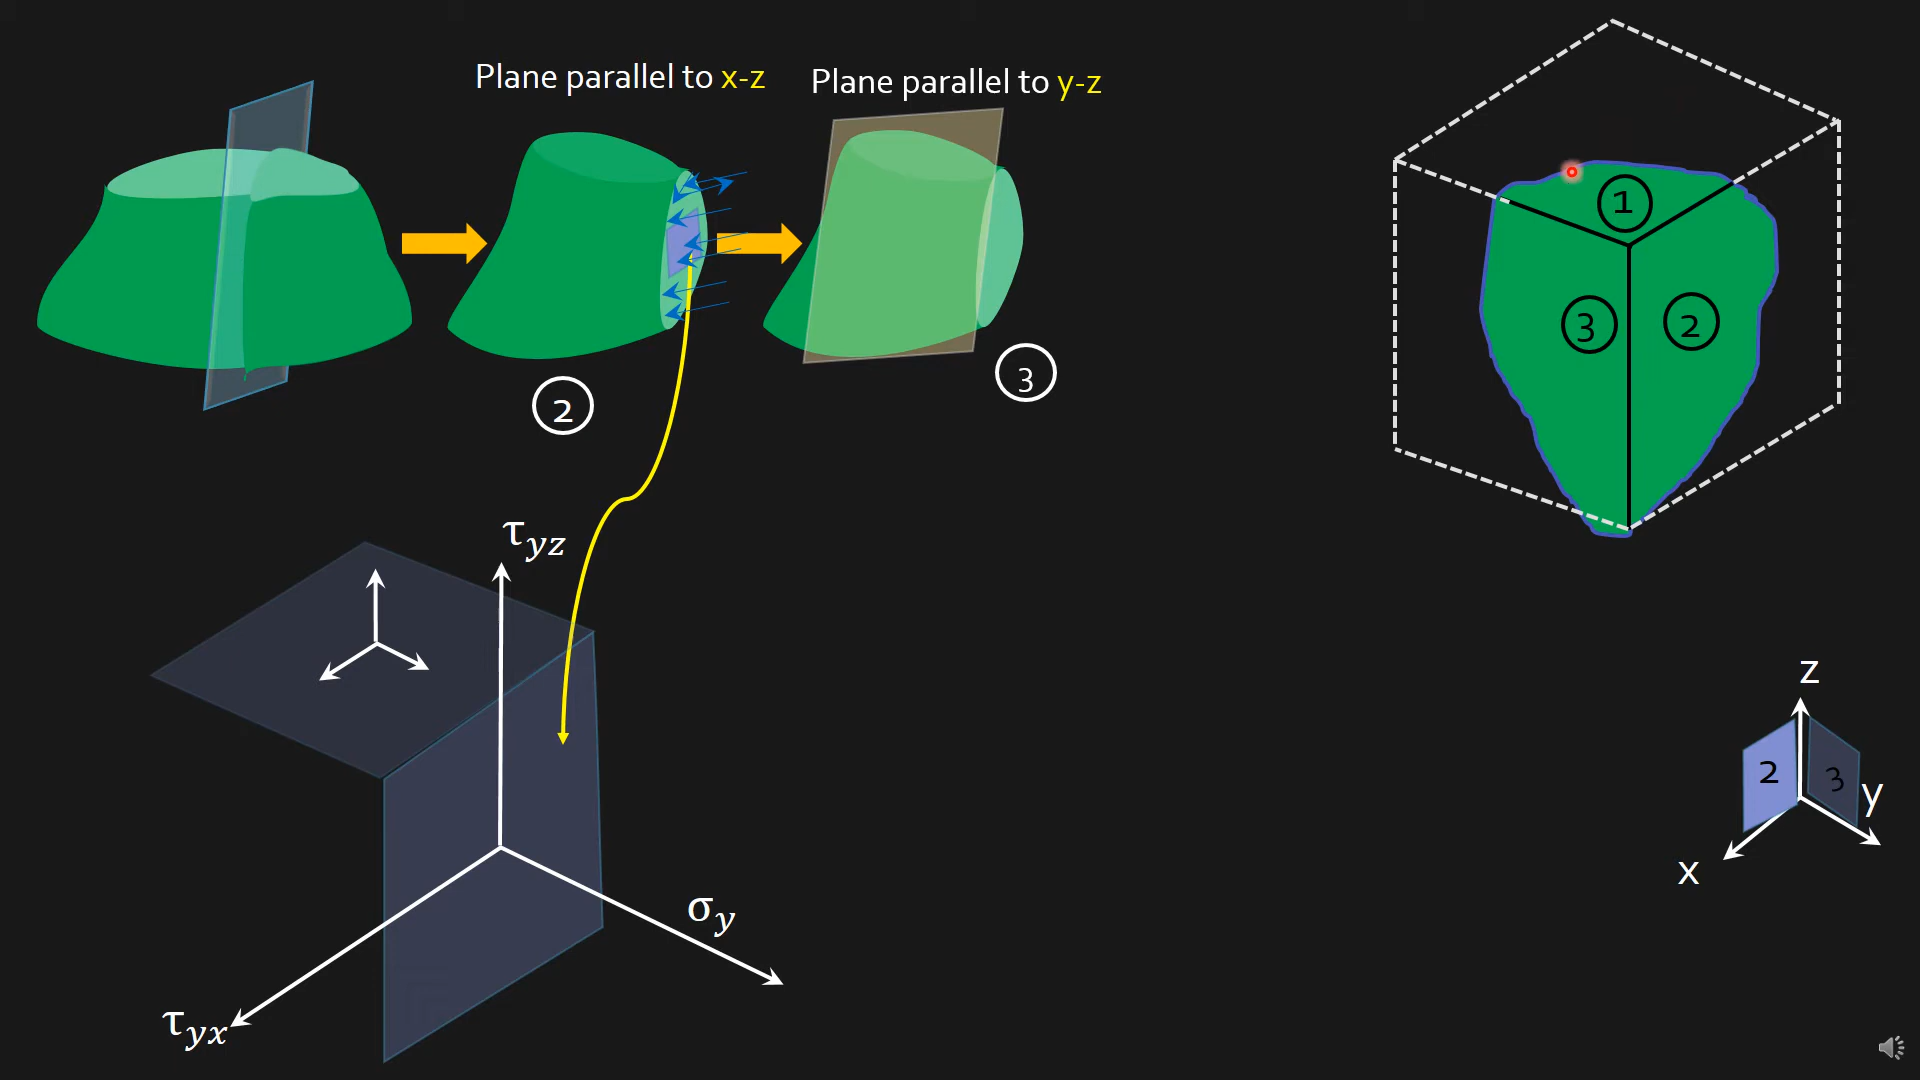 Plane parallel to x-z
Plane parallel to y-z
1
3
2
2
3
τyz
σy
τyx
z
2
3
y
x